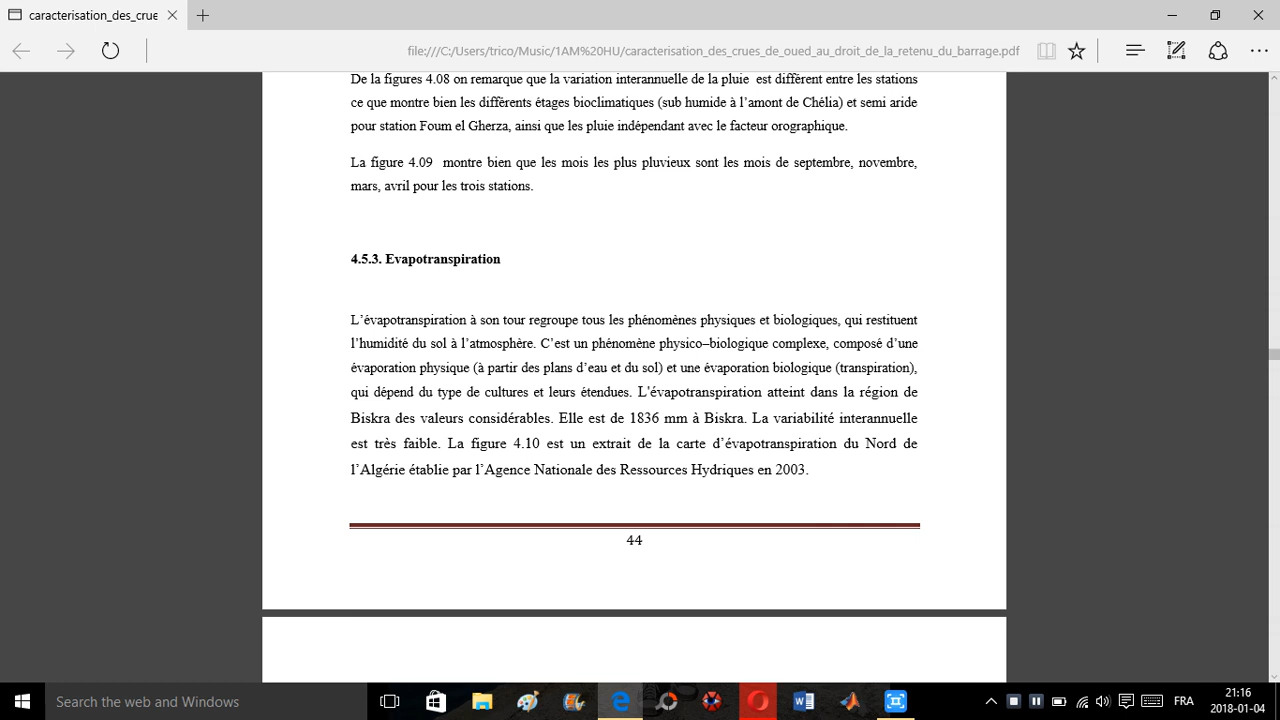 caracterisation_des_crue
file:///C:/Users/trico/Music/1AM%20HU/caracterisation_des_crues_de_oued_au_droit_de_la_retenu_du_barrage.pdf
De la figures 4.08 on remarque que la variation interannuelle de la pluie est diffèrent entre les stations
ce que montre bien les différents étages bioclimatiques (sub humide à l’amont de Chélia) et semi aride
pour station Foum el Gherza, ainsi que les pluie indépendant avec le facteur orographique.
La figure 4.09 montre bien que les mois les plus pluvieux sont les mois de septembre, novembre,
mars, avril pour les trois stations.
4.5.3. Evapotranspiration
L’évapotranspiration à son tour regroupe tous les phénomènes physiques et biologiques, qui restituent
l’humidité du sol à l’atmosphère. C’est un phénomène physico–biologique complexe, composé d’une
évaporation physique (à partir des plans d’eau et du sol) et une évaporation biologique (transpiration),
qui dépend du type de cultures et leurs étendues. L'évapotranspiration atteint dans la région de
Biskra des valeurs considérables. Elle est de 1836 mm à Biskra. La variabilité interannuelle
est très faible. La figure 4.10 est un extrait de la carte d’évapotranspiration du Nord de
l’Algérie établie par l’Agence Nationale des Ressources Hydriques en 2003.
44
Search the web and Windows
FRA
21:16
2018-01-04